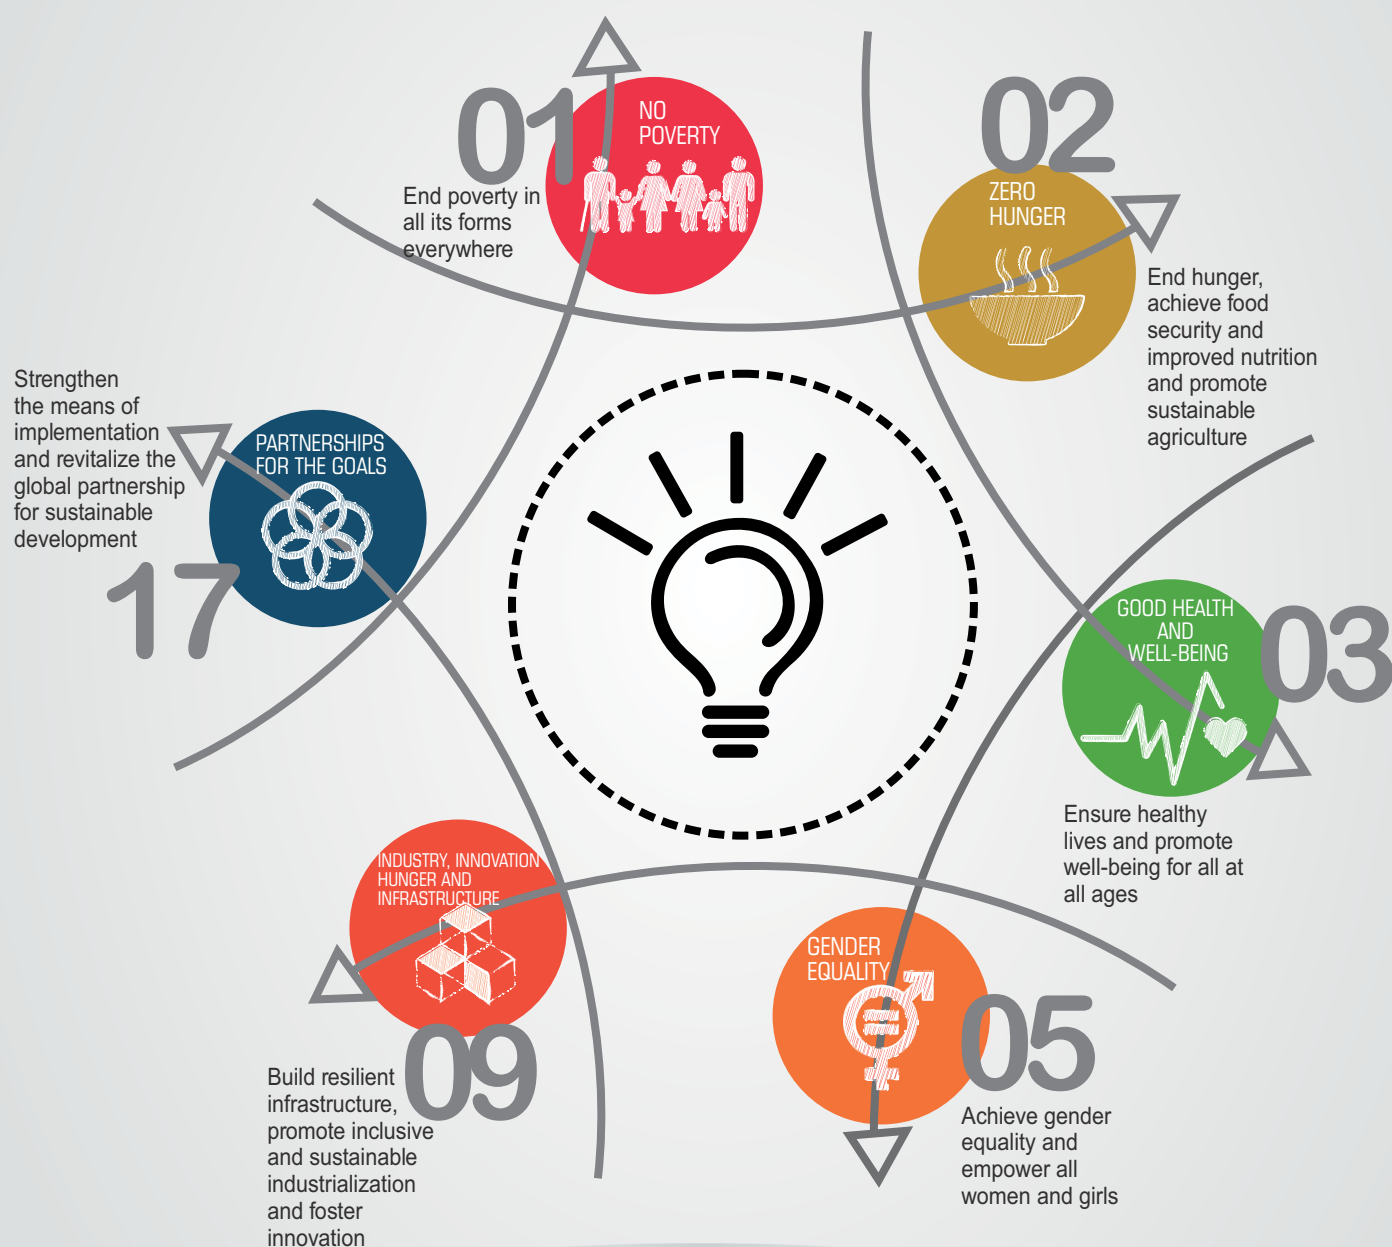 01
NO
POVERTY
End poverty in
all its forms
everywhere
02
ZERO
HUNGER
End hunger,
achieve food
security and
improved nutrition
and promote
sustainable
agriculture
GOOD HEALTH
AND
WELL-BEING
03
Ensure healthy
lives and promote
well-being for all at
all ages
GENDER
EQUALITY
05
Achieve gender
equality and
empower all
women and girls
INDUSTRY, INNOVATION
HUNGER AND
INFRASTRUCTURE
09
Build resilient
infrastructure,
promote inclusive
and sustainable
industrialization
and foster
innovation
Strengthen
the means of
implementation
and revitalize the
global partnership
for sustainable
development
PARTNERSHIPS
FOR THE GOALS
17